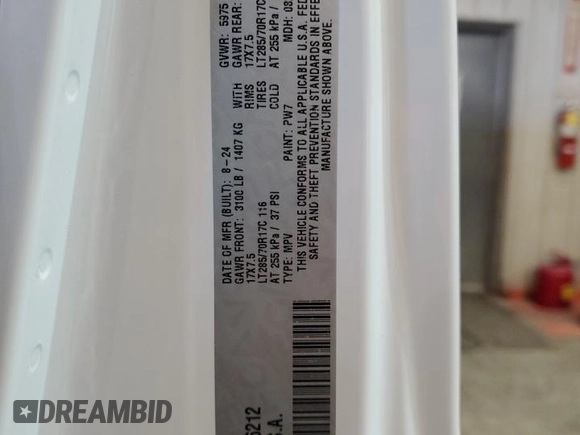 DATE OF MFR (BUILT): 8-24 GVWR: 5975
GAWR FRONT: 3100 LB / 1407 KG WITH GAWR REAR:
17X7.5 RIMS 17X7.5
LT285/70R17C 116 TIRES LT285/70R17C
AT 255 kPa / 37 PSI COLD AT 255 kPa /
TYPE: MPV PAINT: PW7 MDH: 08
THIS VEHICLE CONFORMS TO ALL APPLICABLE U.S.A. FED
SAFETY AND THEFT PREVENTION STANDARDS IN EFFE
MANUFACTURE SHOWN ABOVE.
6212
S.A.
DREAMBID